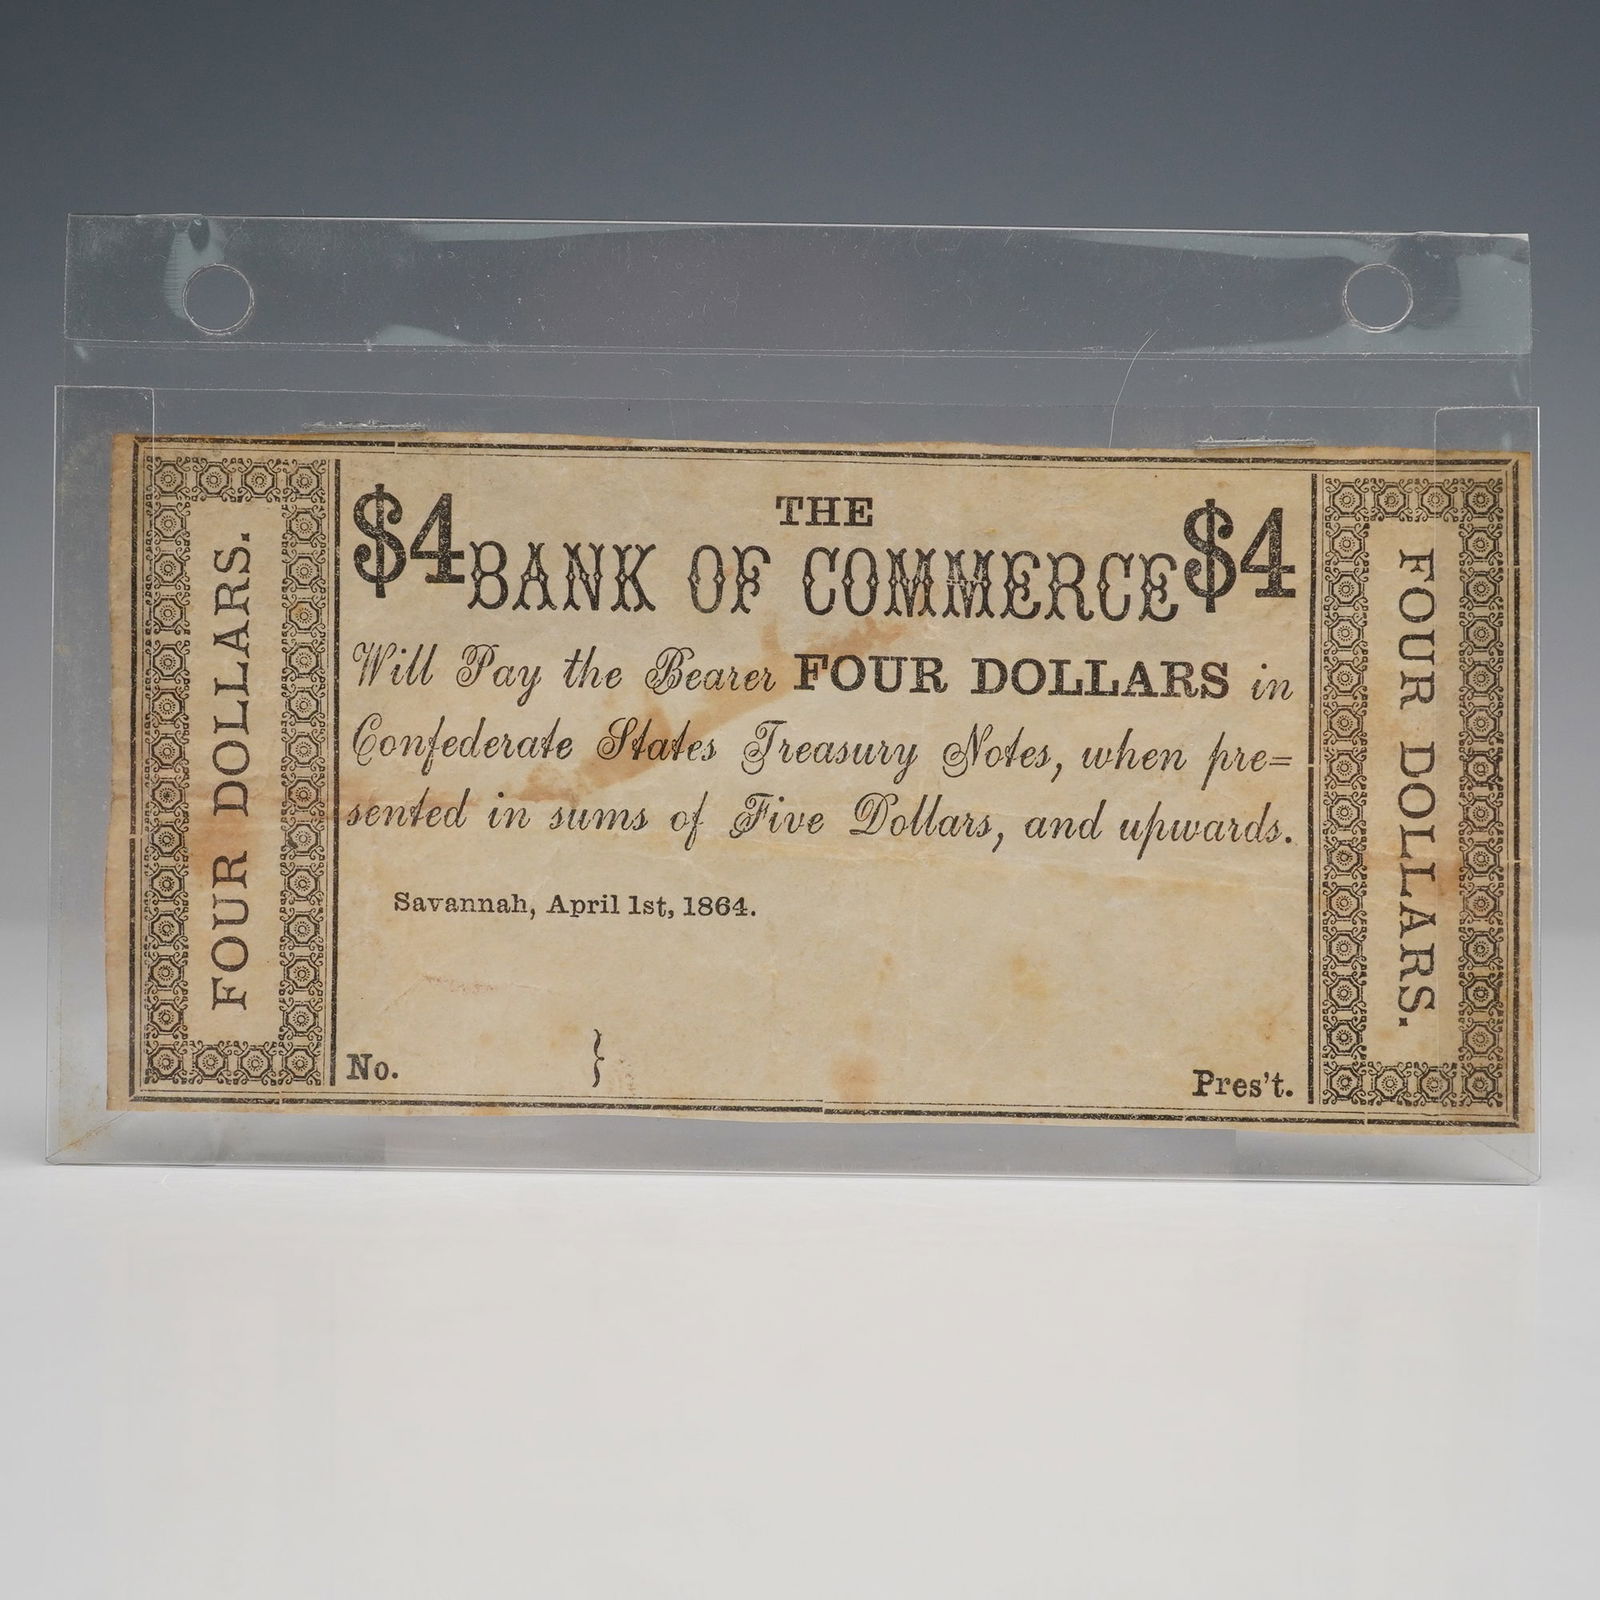 THE
$4 BANK OF COMMERCE $4
Will Pay the Bearer FOUR DOLLARS in
Confederate States Treasury Notes, when pre=
sented in sums of Five Dollars, and upwards.
Savannah, April 1st, 1864.
No. }
Pres't.
FOUR DOLLARS.
FOUR DOLLARS.